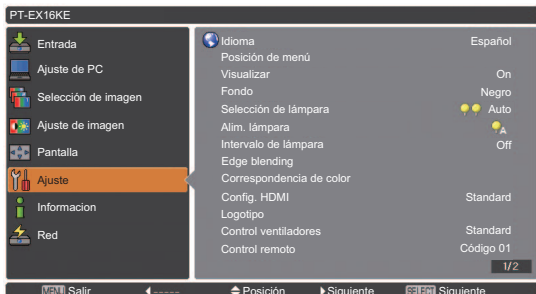 PT-EX16KE
Entrada
Ajuste de PC
Selección de imagen
Ajuste de imagen
Pantalla
Ajuste
Informacion
Red
Idioma Español
Posición de menú
Visualizar On
Fondo Negro
Selección de lámpara Auto
Alim. lámpara A
Intervalo de lámpara Off
Edge blending
Correspondencia de color
Config. HDMI Standard
Logotipo
Control ventiladores Standard
Control remoto Código 01
1/2
MENU Salir ----- Posición Siguiente SELECT Siguiente